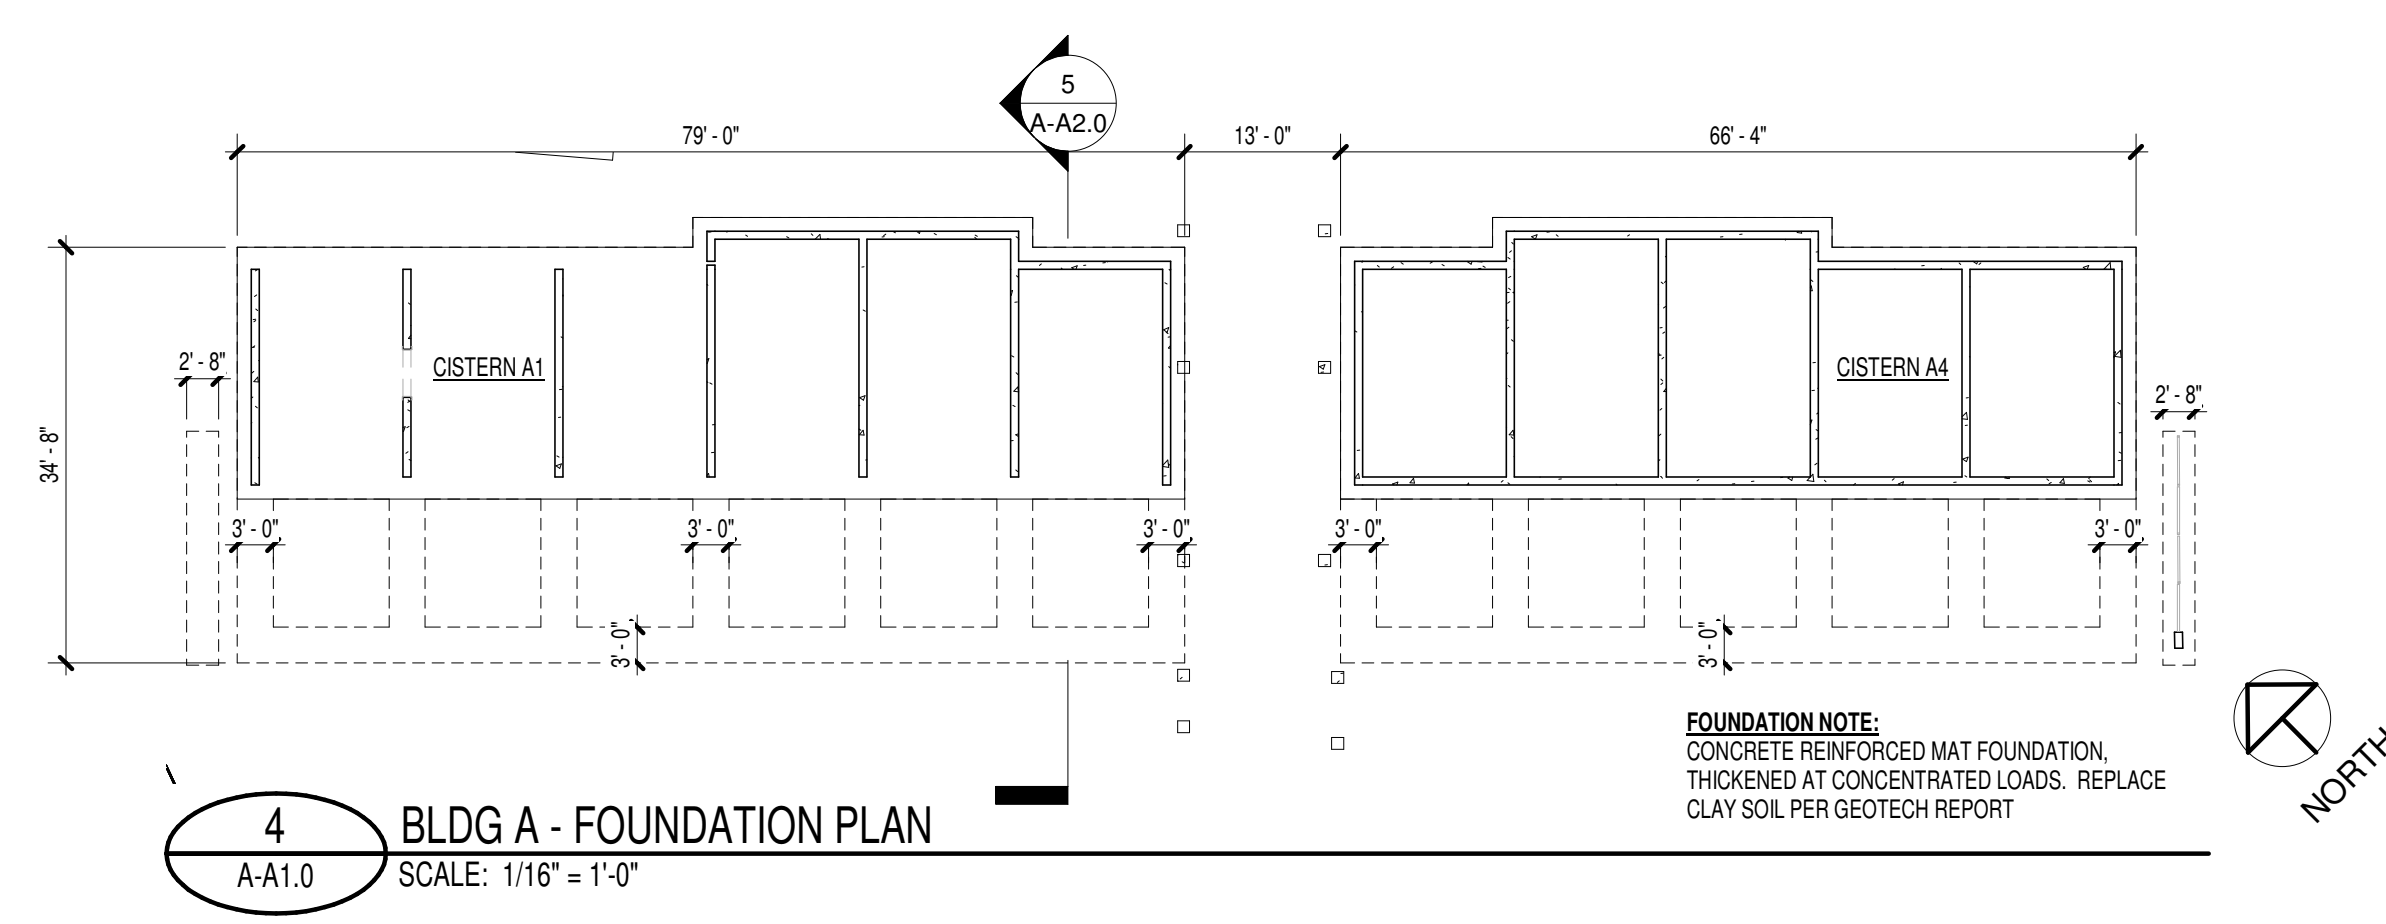 5
A-A2.0
79' - 0"
13' - 0"
66' - 4"
CISTERN A1
CISTERN A4
2' - 8"
2' - 8"
34' - 8"
3' - 0"
3' - 0"
3' - 0"
3' - 0"
3' - 0"
3' - 0"
3' - 0"
FOUNDATION NOTE:
CONCRETE REINFORCED MAT FOUNDATION,
THICKENED AT CONCENTRATED LOADS. REPLACE
CLAY SOIL PER GEOTECH REPORT
NORTH
4
A-A1.0
BLDG A - FOUNDATION PLAN
SCALE: 1/16" = 1'-0"